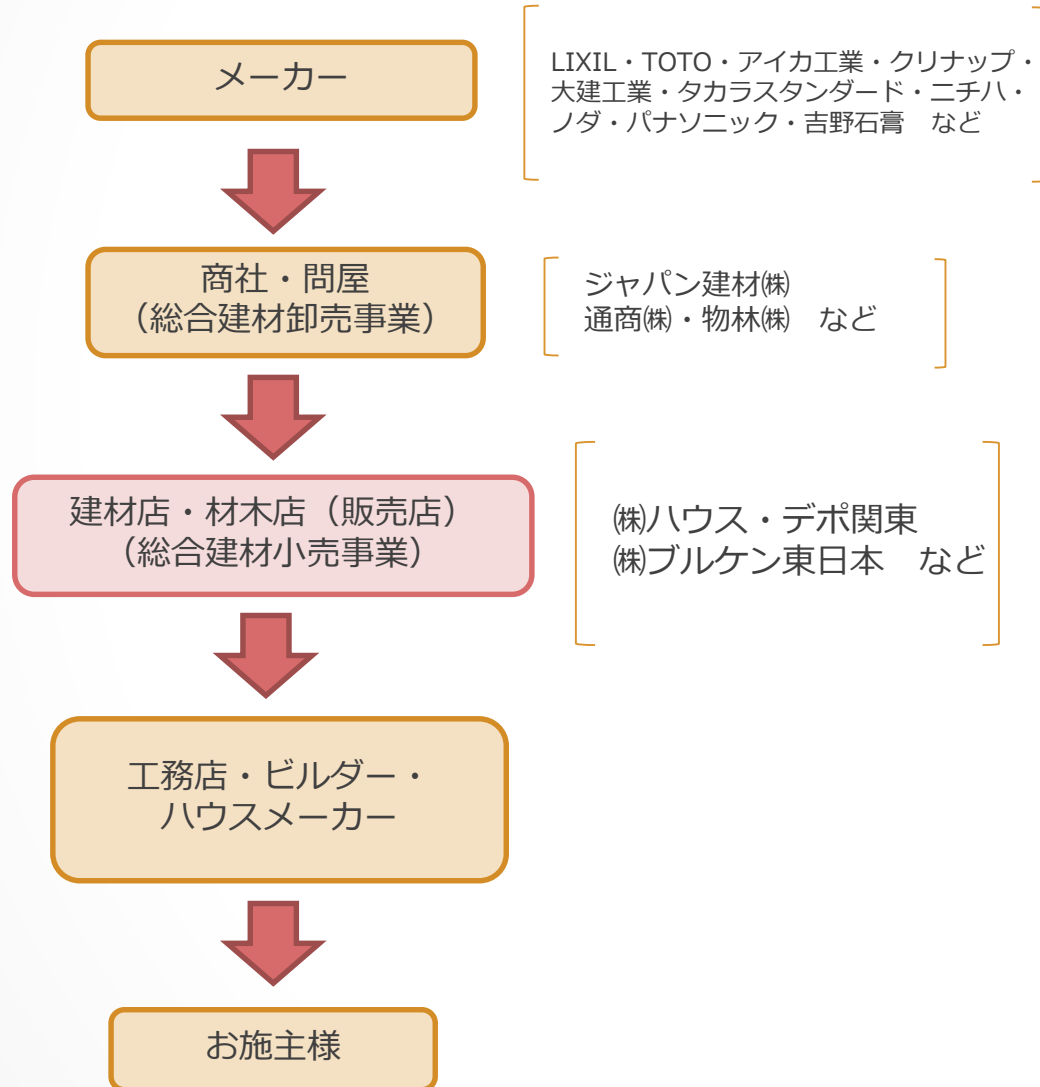 メーカー
LIXIL・TOTO・アイカ工業・クリナップ・
大建工業・タカラスタンダード・ニチハ・
ノダ・パナソニック・吉野石膏　など
商社・問屋
（総合建材卸売事業）
ジャパン建材㈱
通商㈱・物林㈱　など
建材店・材木店（販売店）
（総合建材小売事業）
㈱ハウス・デポ関東
㈱ブルケン東日本　など
工務店・ビルダー・
ハウスメーカー
お施主様